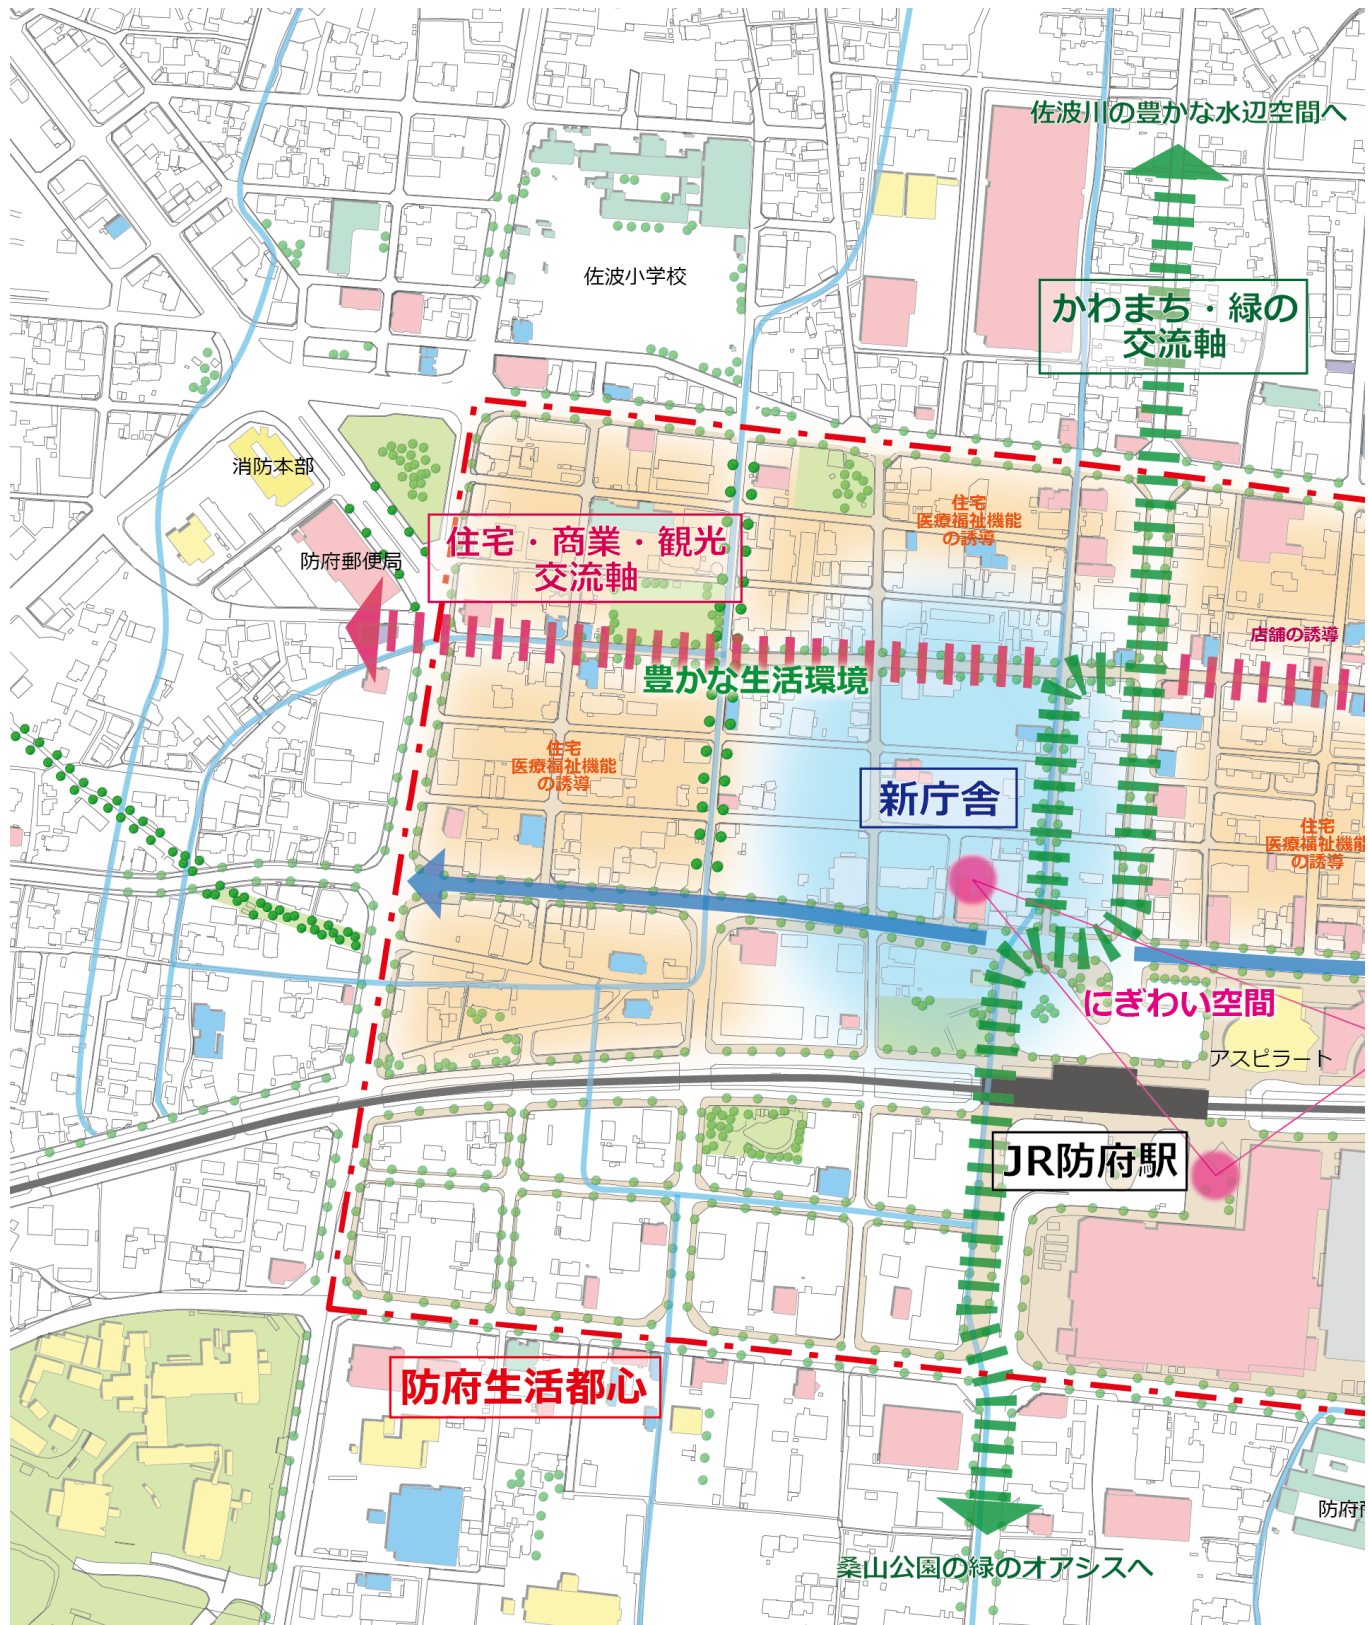 佐波川の豊かな水辺空間へ
佐波小学校
かわまち・緑の
交流軸
消防本部
防府郵便局
住宅
医療福祉機能
の誘導
住宅・商業・観光
交流軸
店舗の誘導
豊かな生活環境
住宅
医療福祉機能
の誘導
新庁舎
住宅
医療福祉機能
の誘導
にぎわい空間
アスピラート
JR防府駅
防府生活都心
防府
桑山公園の緑のオアシスへ